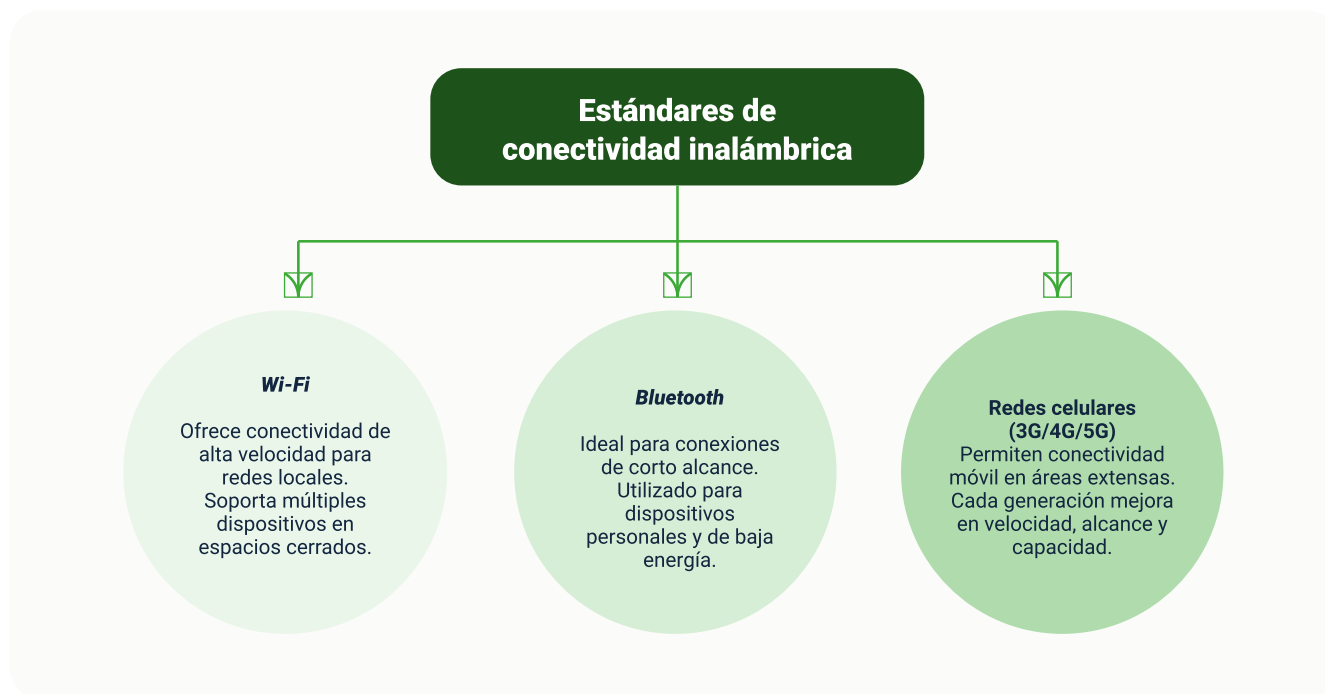 Estándares de
conectividad inalámbrica
Wi-Fi
Ofrece conectividad de
alta velocidad para
redes locales.
Soporta múltiples
dispositivos en
espacios cerrados.
Bluetooth
Ideal para conexiones
de corto alcance.
Utilizado para
dispositivos
personales y de baja
energía.
Redes celulares
(3G/4G/5G)
Permiten conectividad
móvil en áreas extensas.
Cada generación mejora
en velocidad, alcance y
capacidad.